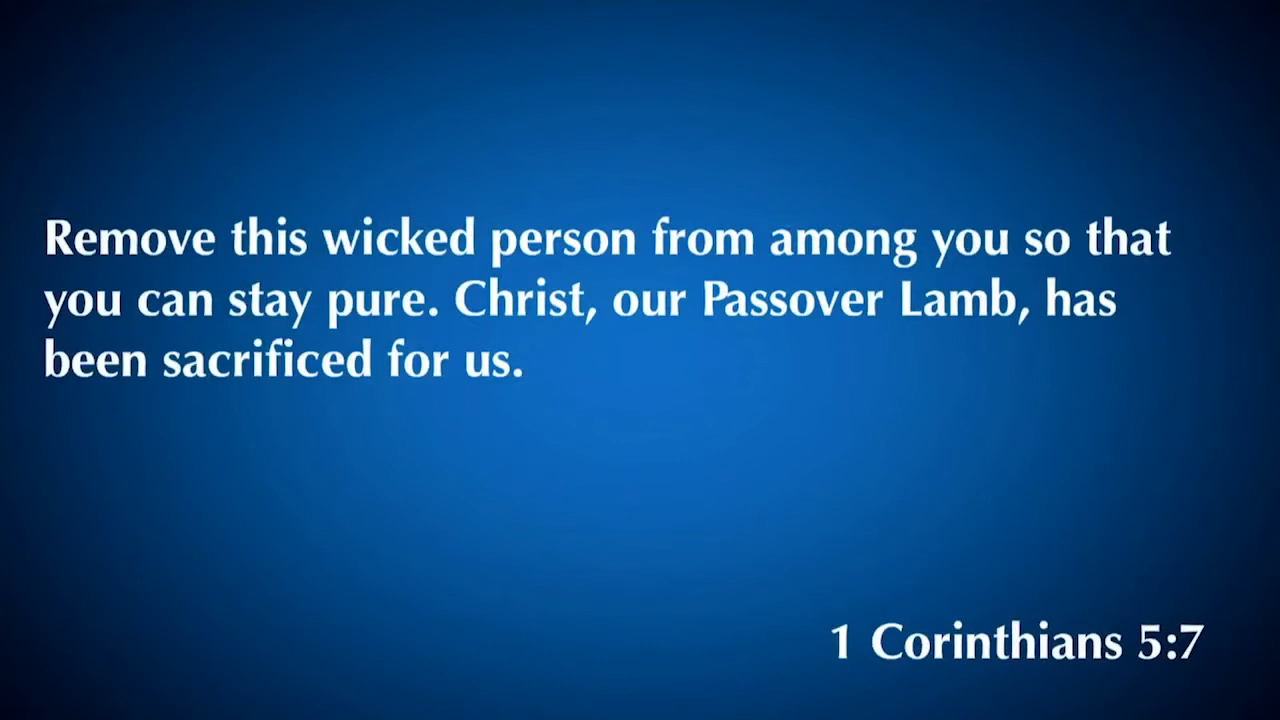 Remove this wicked person from among you so that
you can stay pure. Christ, our Passover Lamb, has
been sacrificed for us.
1 Corinthians 5:7